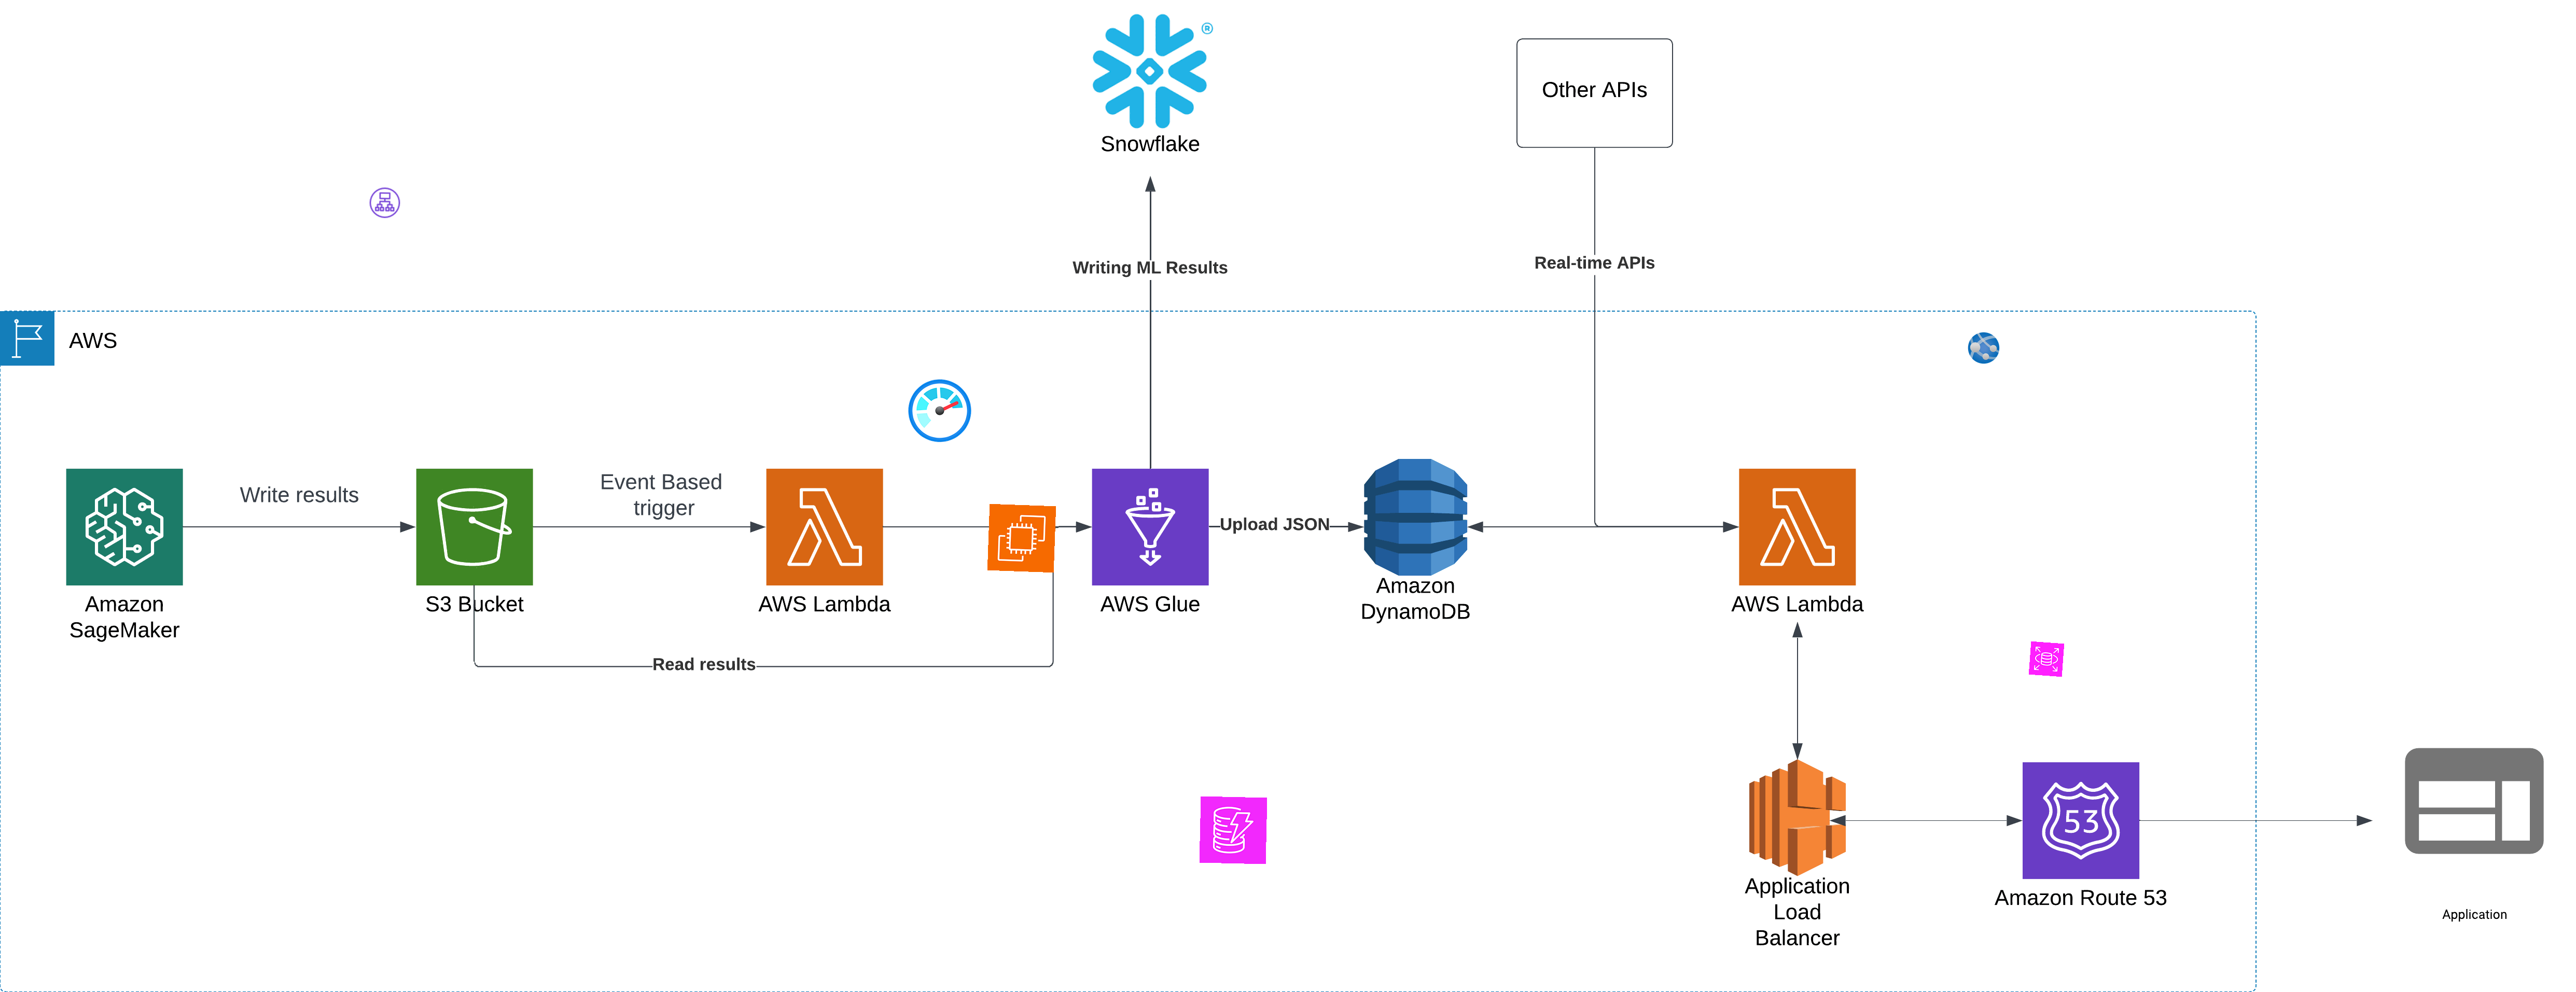 ®
Snowflake
Other APIs
Writing ML Results
Real-time APIs
AWS
Write results
Event Based
trigger
Upload JSON
Amazon
SageMaker
S3 Bucket
AWS Lambda
AWS Glue
Amazon
DynamoDB
AWS Lambda
Read results
53
Application
Load
Balancer
Amazon Route 53
Application